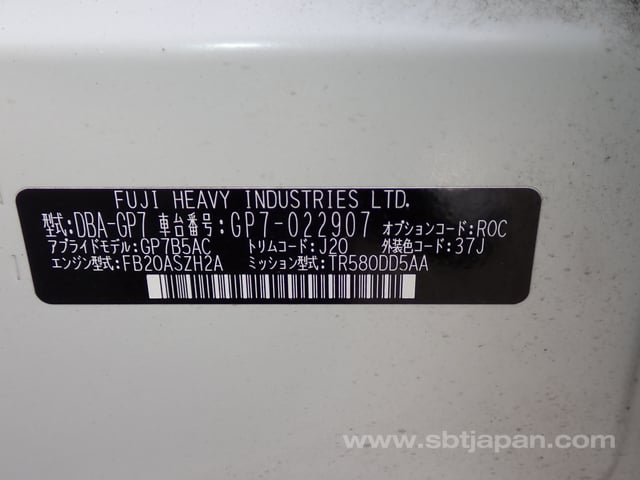 FUJI HEAVY INDUSTRIES LTD.
型式:DBA-GP7 車台番号:GP7-022907 オプションコード:ROC
アプライドモデル:GP7B5AC トリムコード:J20 外装色コード:37J
エンジン型式:FB20ASZH2A ミッション型式:TR580DD5AA
www.sbtjapan.com